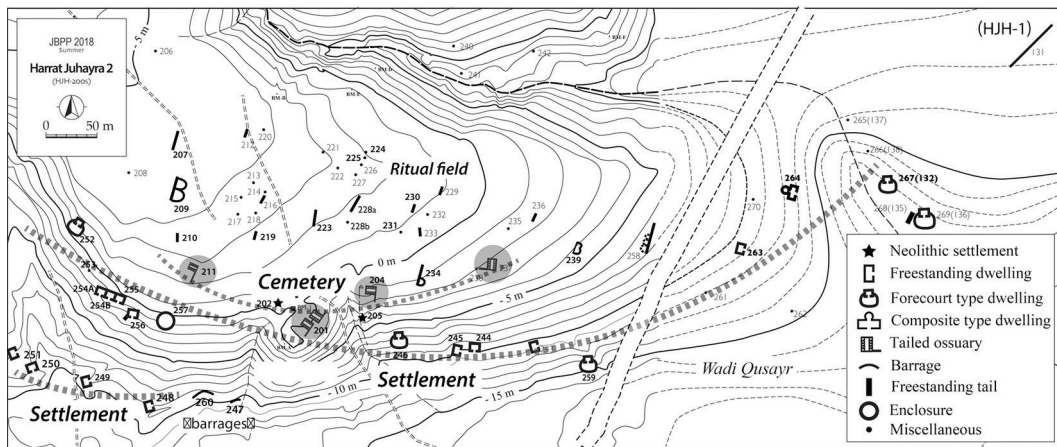 JBPP 2018
Summer
Harrat Juhayra 2
(HJH-2005)
0 50 m
-5 m
206
240
242
241
BM-F
BM-D
BM-E
BM-B
(HJH-1)
131
207
212
220
221
225
224
226
222
227
Ritual field
265(137)
266(138)
208
213
209
215
214
216
217
218
219
210
223
228a
228b
229
230
232
231
233
235
236
264
270
267(132)
268(135)
269(136)
252
211
Cemetery
0 m
234
239
258
263
253
254A
254B
255
256
257
202
201
204
205
-5 m
261
262
251
250
249
248
246
245
244
259
Settlement
260
247
barrages
-10 m
Settlement
-15 m
Wadi Qusayr
Neolithic settlement
Freestanding dwelling
Forecourt type dwelling
Composite type dwelling
Tailed ossuary
Barrage
Freestanding tail
Enclosure
Miscellaneous